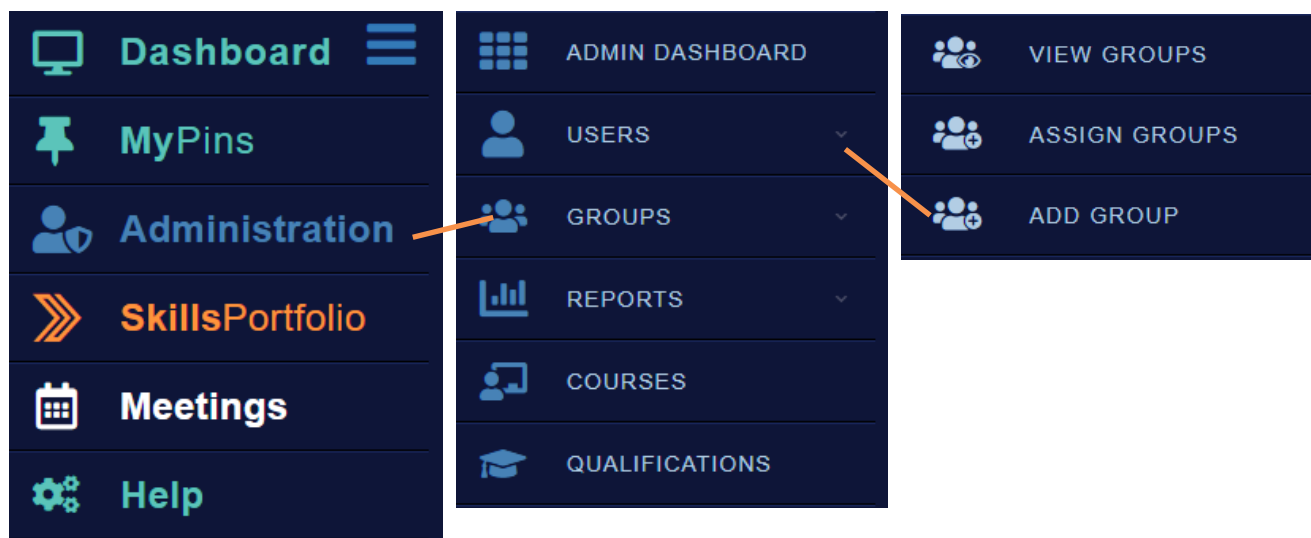 Dashboard
MyPins
Administration
SkillsPortfolio
Meetings
Help
ADMIN DASHBOARD
USERS
GROUPS
REPORTS
COURSES
QUALIFICATIONS
VIEW GROUPS
ASSIGN GROUPS
ADD GROUP